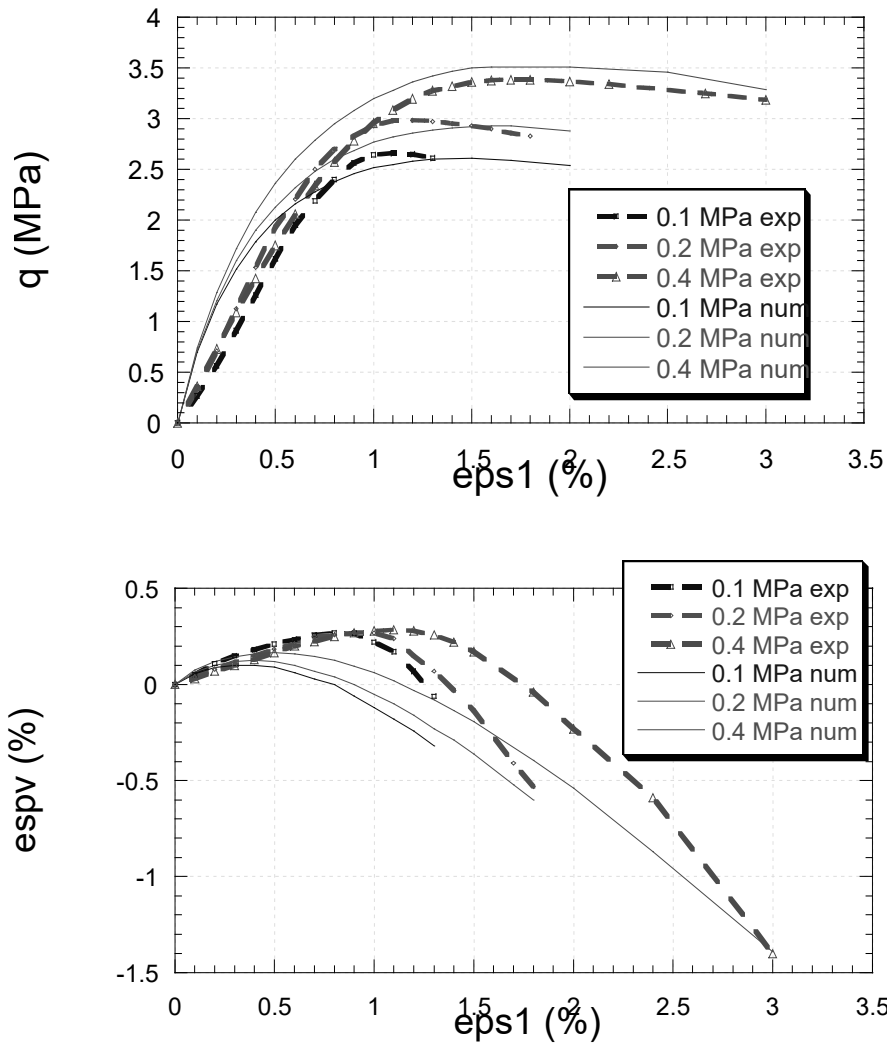 4
3.5
3
2.5
2
1.5
1
0.5
0
q (MPa)
0.1 MPa exp
0.2 MPa exp
0.4 MPa exp
0.1 MPa num
0.2 MPa num
0.4 MPa num
0 0.5 1 1.5 2 2.5 3 3.5
eps1 (%)
0.5
0
-0.5
-1
-1.5
espv (%)
0.1 MPa exp
0.2 MPa exp
0.4 MPa exp
0.1 MPa num
0.2 MPa num
0.4 MPa num
0 0.5 1 1.5 2 2.5 3 3.5
eps1 (%)